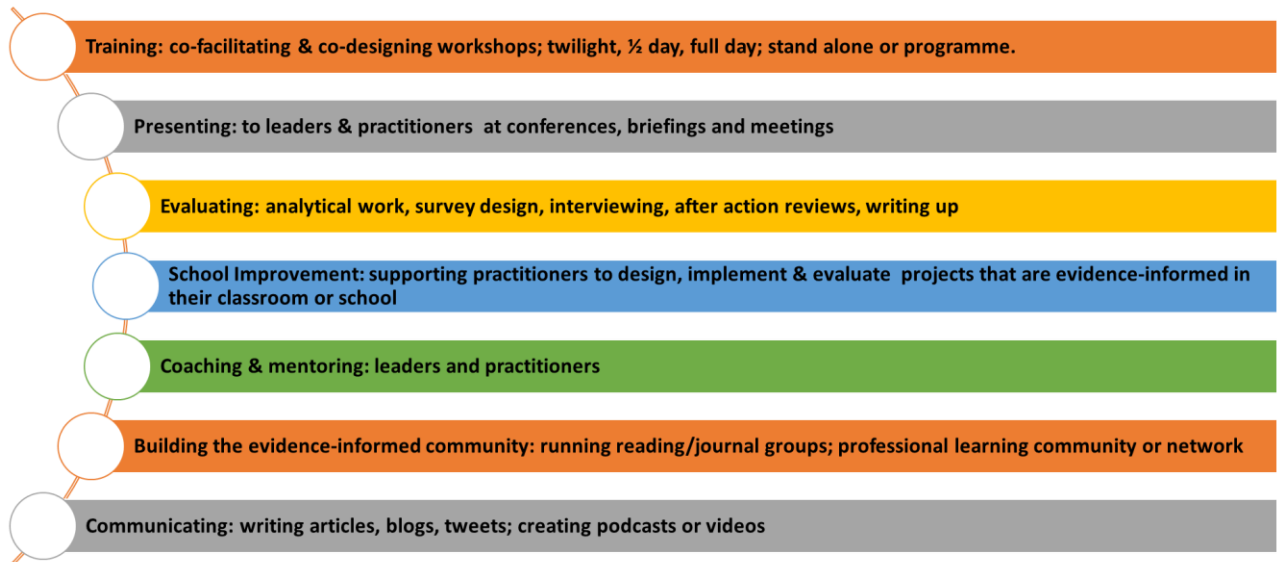 Training: co-facilitating & co-designing workshops; twilight, ½ day, full day; stand alone or programme.
Presenting: to leaders & practitioners at conferences, briefings and meetings
Evaluating: analytical work, survey design, interviewing, after action reviews, writing up
School Improvement: supporting practitioners to design, implement & evaluate projects that are evidence-informed in
their classroom or school
Coaching & mentoring: leaders and practitioners
Building the evidence-informed community: running reading/journal groups; professional learning community or network
Communicating: writing articles, blogs, tweets; creating podcasts or videos